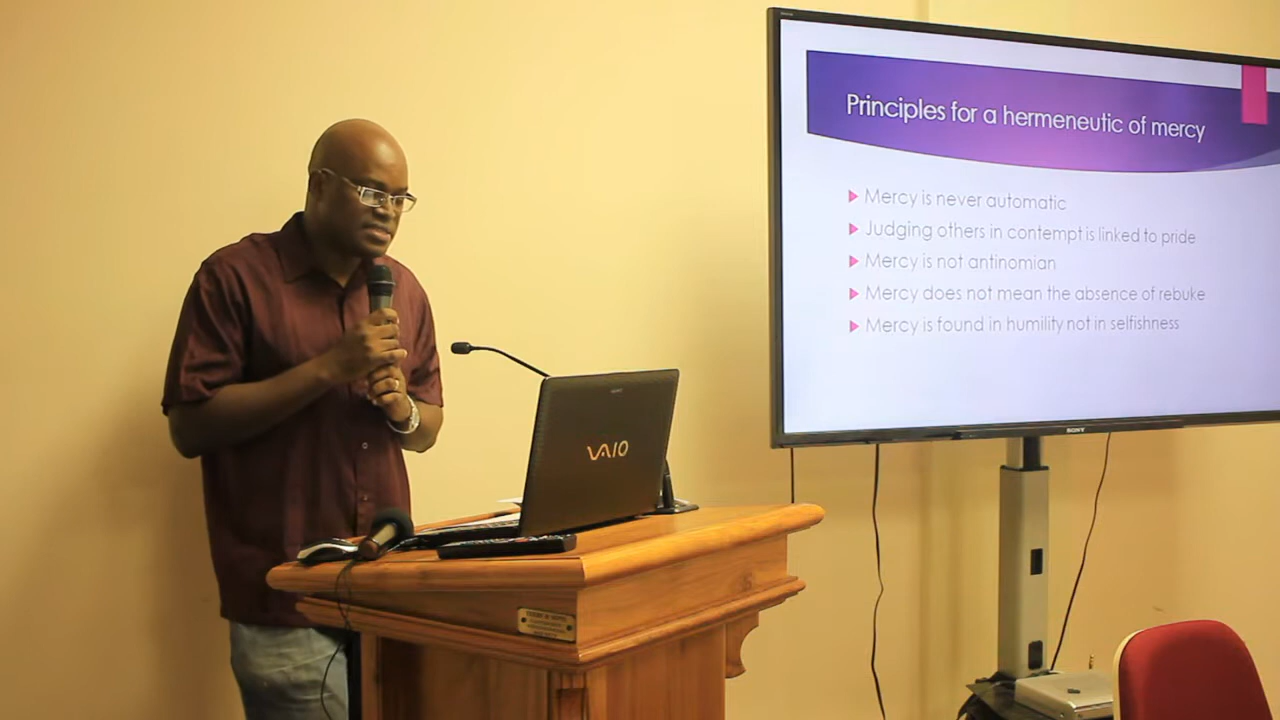 Principles for a hermeneutic of mercy
Mercy is never automatic
Judging others in contempt is linked to pride
Mercy is not antinomian
Mercy does not mean the absence of rebuke
Mercy is found in humility not in selfishness
SONY
SONY
VAIO